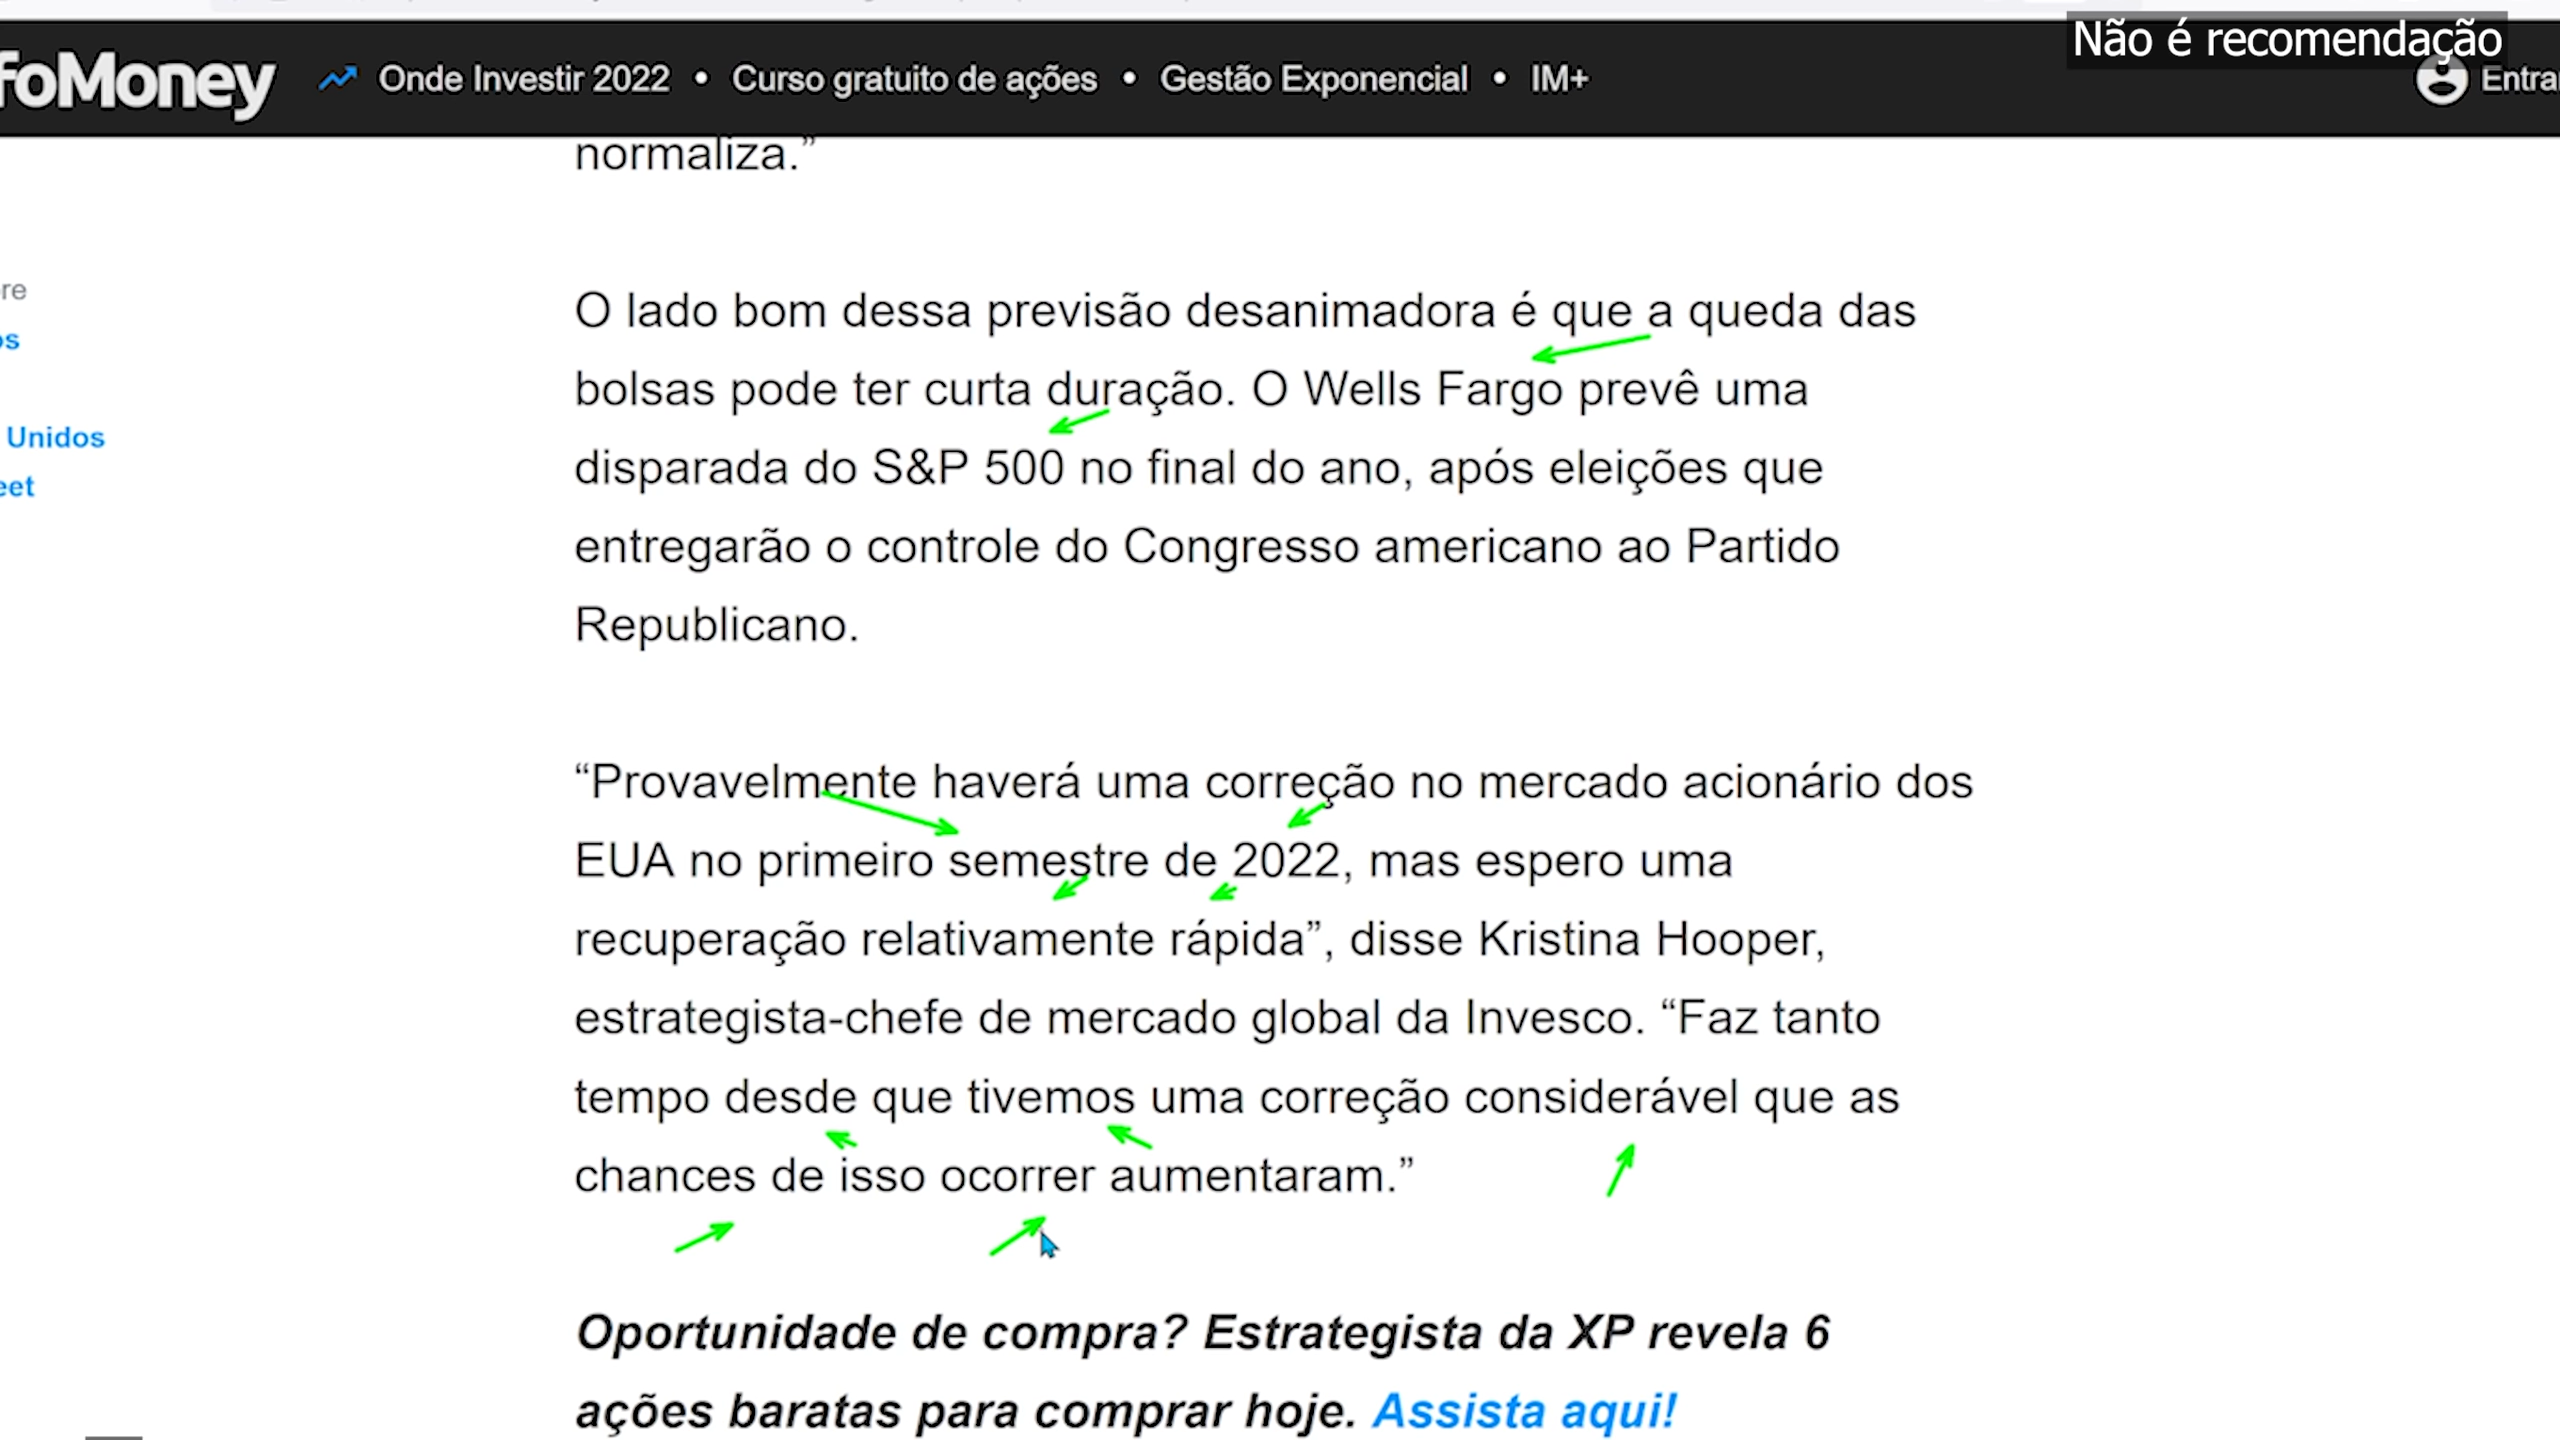 Não é recomendação
foMoney Onde Investir 2022 • Curso gratuito de ações • Gestão Exponencial • IM+ Entra
normaliza.”
re
os
Unidos
eet
O lado bom dessa previsão desanimadora é que a queda das
bolsas pode ter curta duração. O Wells Fargo prevê uma
disparada do S&P 500 no final do ano, após eleições que
entregarão o controle do Congresso americano ao Partido
Republicano.
“Provavelmente haverá uma correção no mercado acionário dos
EUA no primeiro semestre de 2022, mas espero uma
recuperação relativamente rápida”, disse Kristina Hooper,
estrategista-chefe de mercado global da Invesco. “Faz tanto
tempo desde que tivemos uma correção considerável que as
chances de isso ocorrer aumentaram.”
Oportunidade de compra? Estrategista da XP revela 6
ações baratas para comprar hoje. Assista aqui!